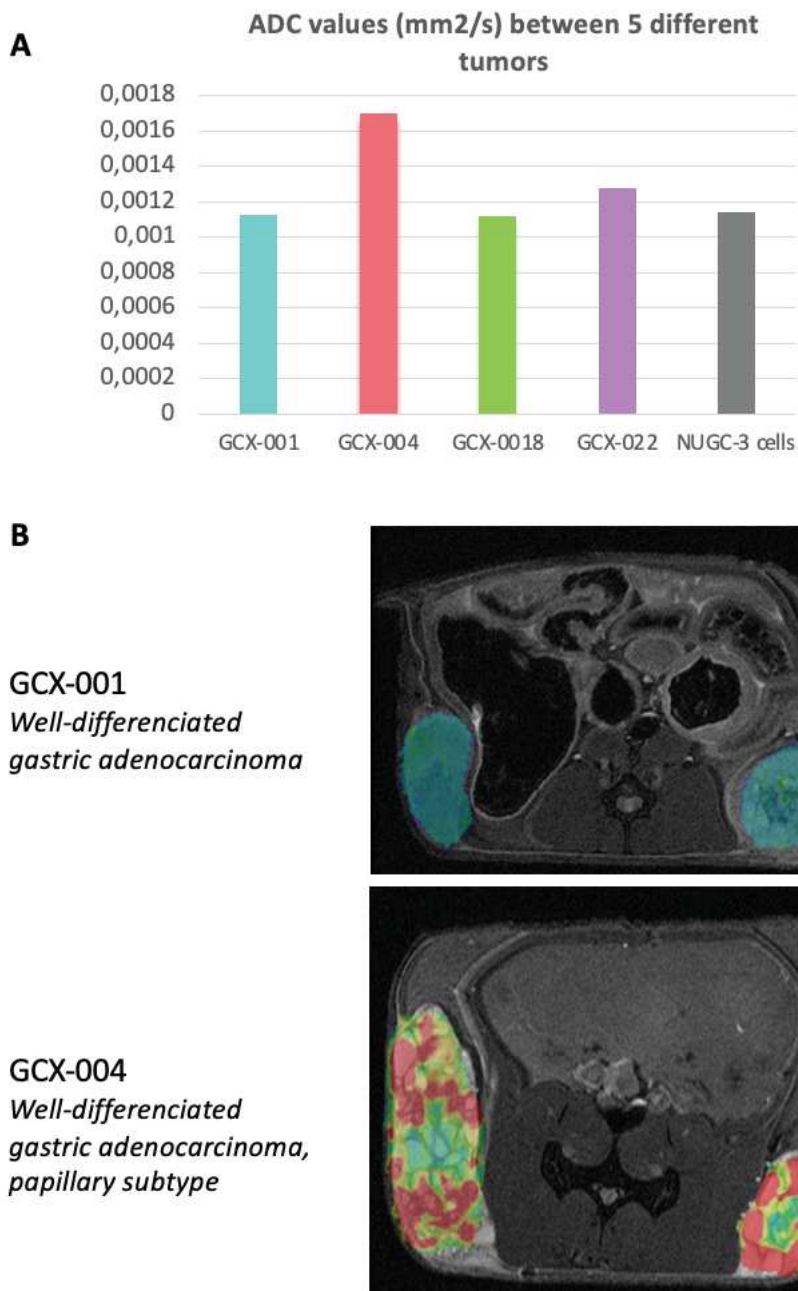 A
ADC values (mm2/s) between 5 different
tumors
0,0018
0,0016
0,0014
0,0012
0,001
0,0008
0,0006
0,0004
0,0002
0
GCX-001 GCX-004 GCX-0018 GCX-022 NUGC-3 cells
B
GCX-001
Well-differenciated
gastric adenocarcinoma
GCX-004
Well-differenciated
gastric adenocarcinoma,
papillary subtype